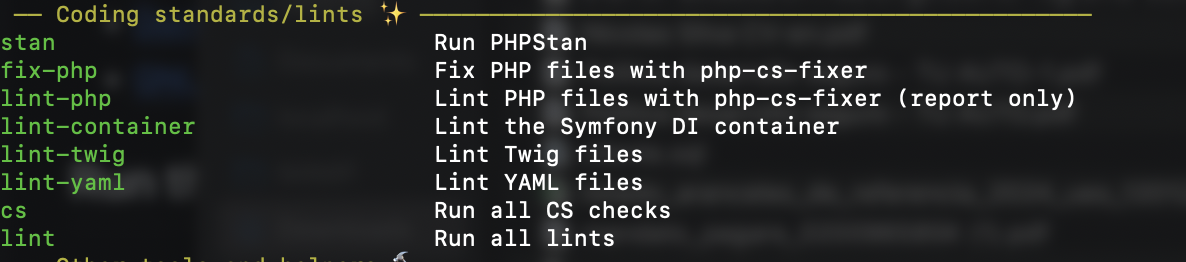 ── Coding standards/lints ✨ ────────────────────────────────────────────────
stan Run PHPStan
fix-php Fix PHP files with php-cs-fixer
lint-php Lint PHP files with php-cs-fixer (report only)
lint-container Lint the Symfony DI container
lint-twig Lint Twig files
lint-yaml Lint YAML files
cs Run all CS checks
lint Run all lints